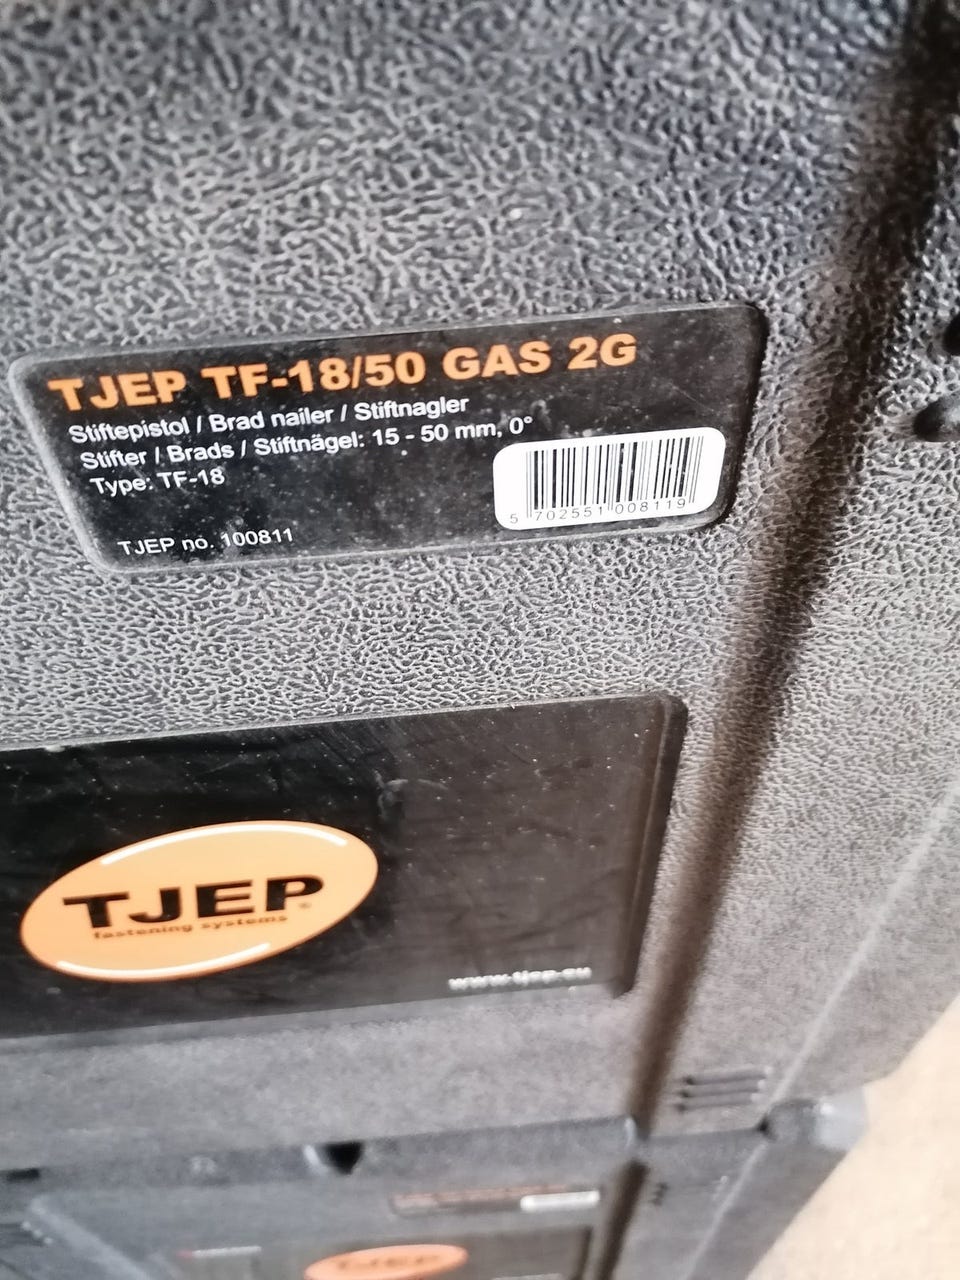 TJEP TF-18/50 GAS 2G
Stiftepistol / Brad nailer / Stiftnagler
Stifter / Brads / Stiftnägel: 15 - 50 mm, 0°
Type: TF-18
5 702551 008119
TJEP no. 100811
TJEP®
fastening systems
www.tjep.eu
TJEP